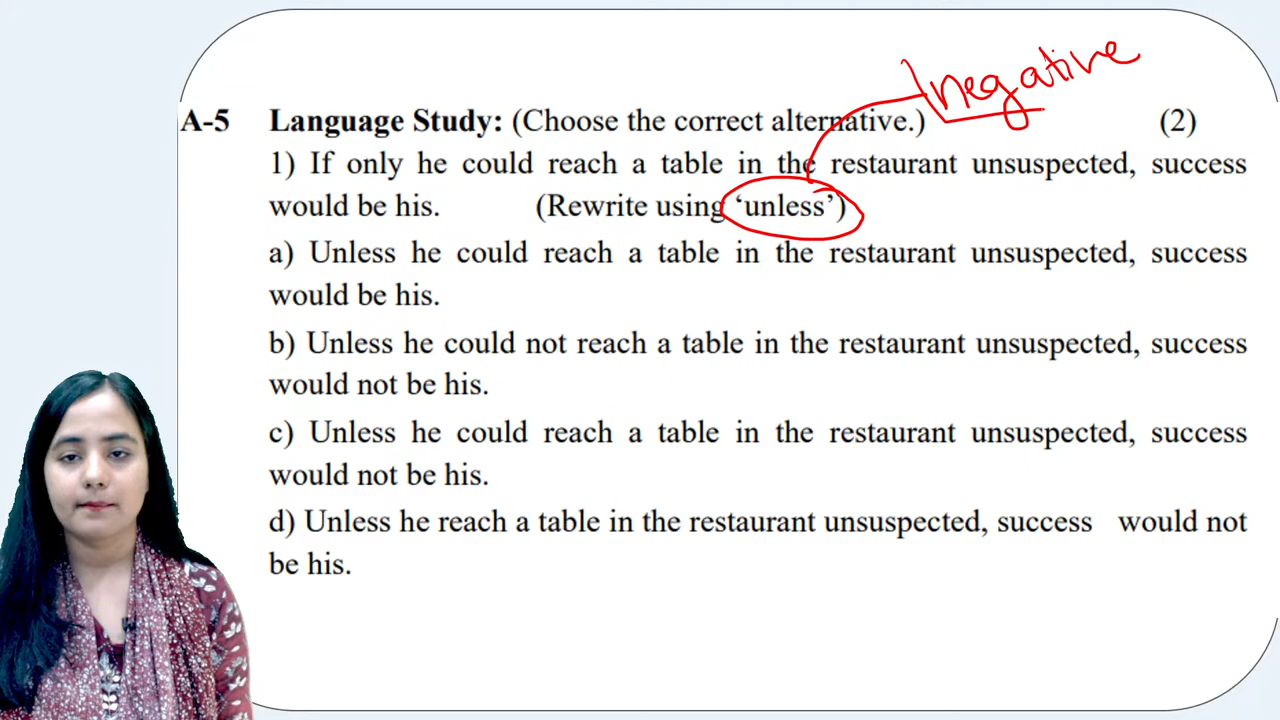 negative
A-5 Language Study: (Choose the correct alternative.) (2)
1) If only he could reach a table in the restaurant unsuspected, success
would be his. (Rewrite using ‘unless’)
a) Unless he could reach a table in the restaurant unsuspected, success
would be his.
b) Unless he could not reach a table in the restaurant unsuspected, success
would not be his.
c) Unless he could reach a table in the restaurant unsuspected, success
would not be his.
d) Unless he reach a table in the restaurant unsuspected, success would not
be his.